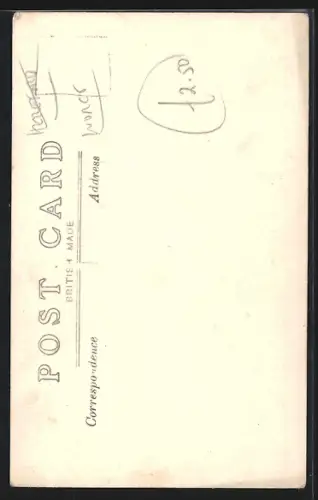 POST CARD
BRITISH MADE
Correspondence
Address
£2.50